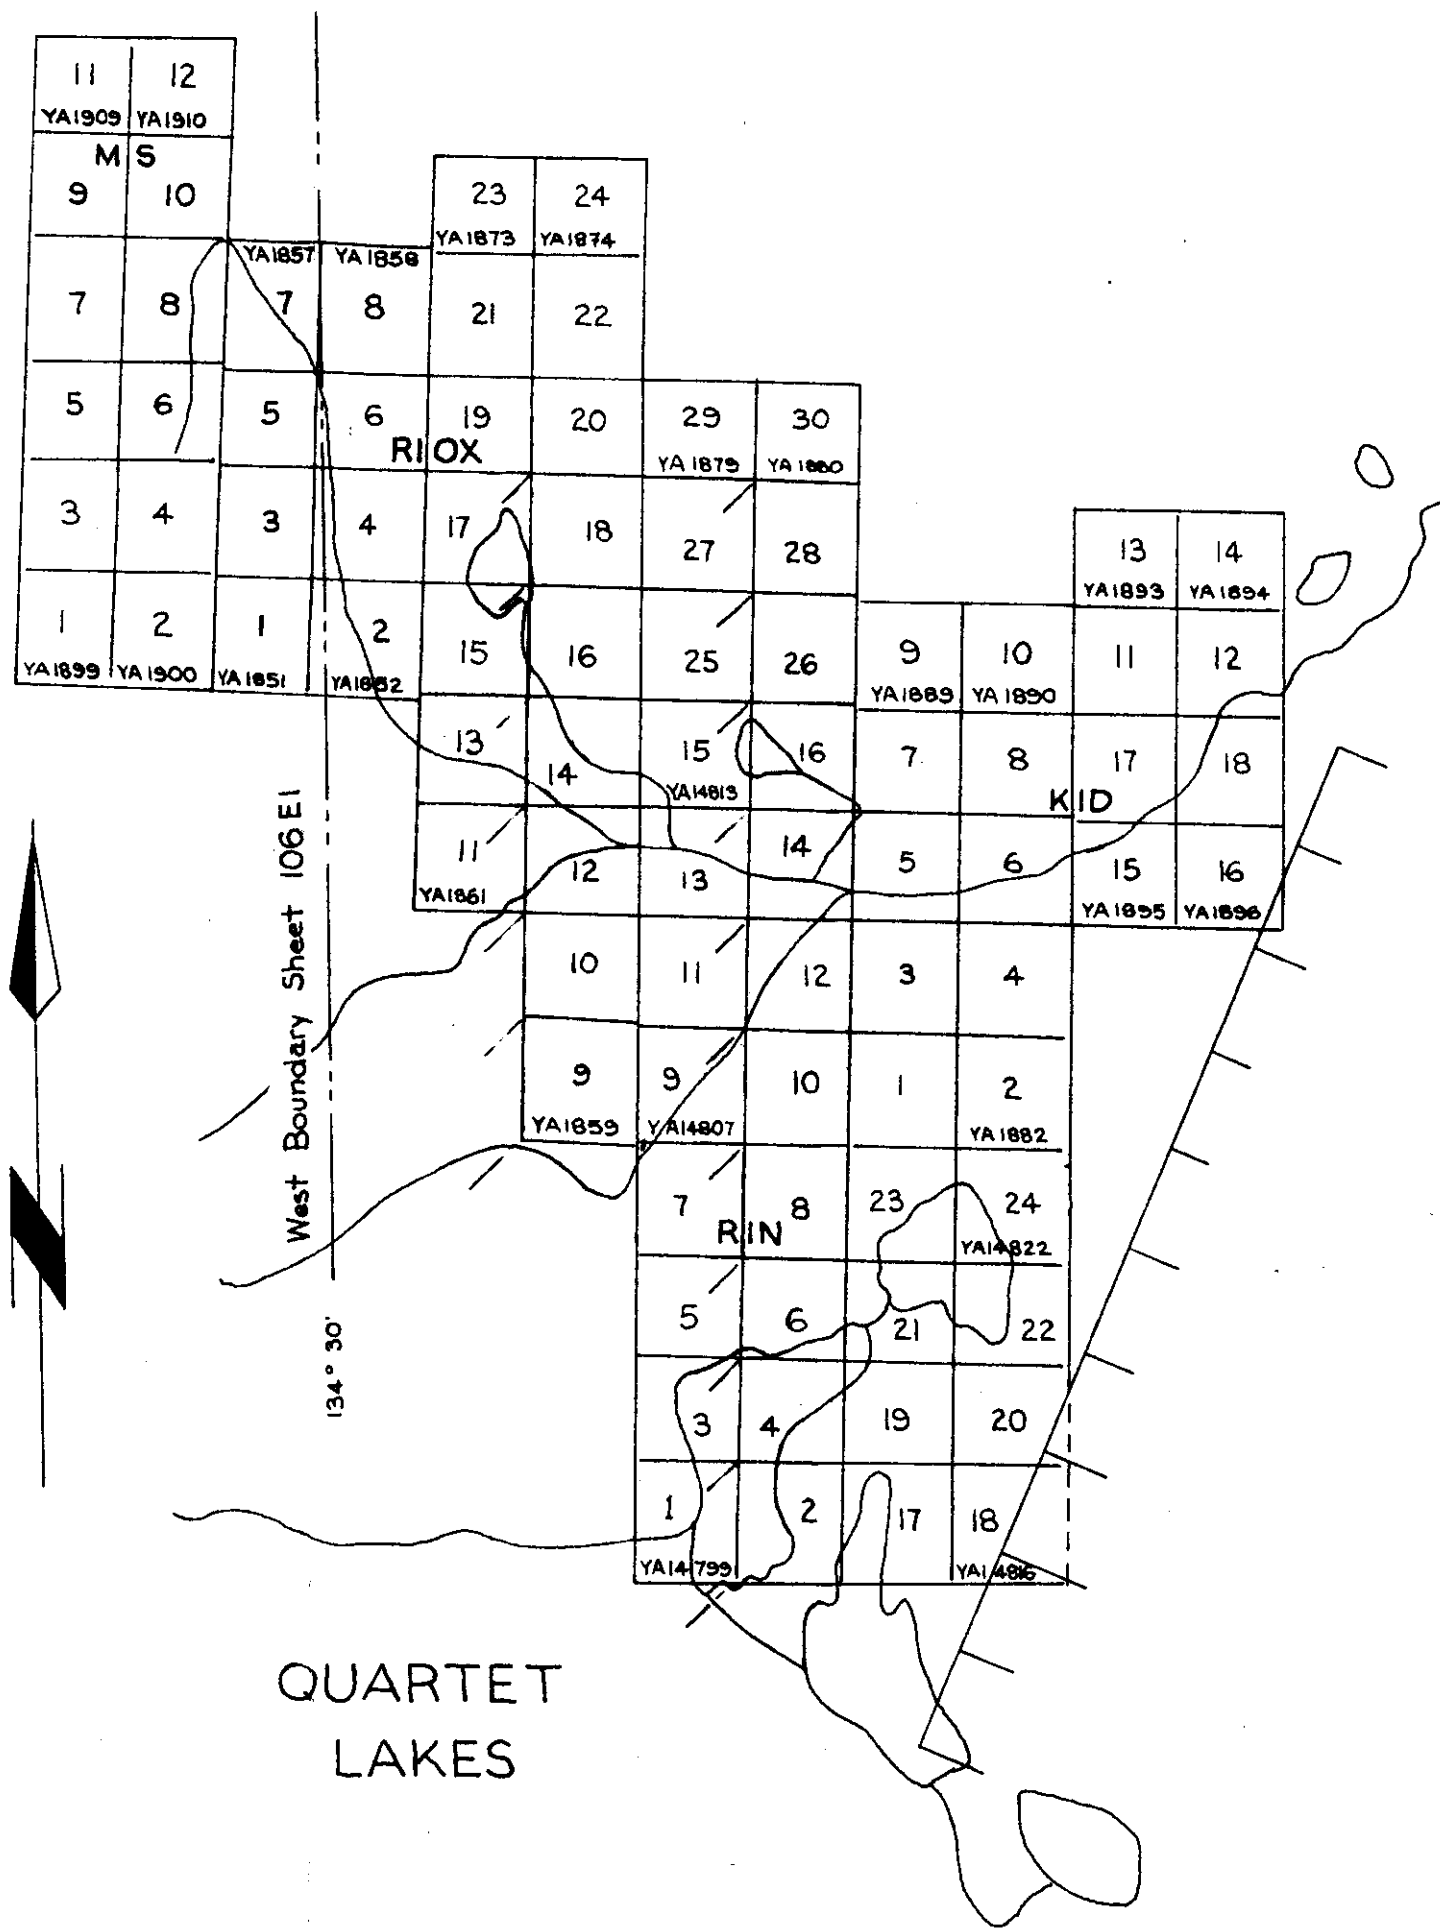 11 12
YA1909 YA1910
M S
9 10
23 24
YA1873 YA1874
YA1857 YA1858
7 8 7 8 21 22
5 6 5 6 19 20 29 30
RIOX
YA1879 YA1880
3 4 3 4 17 18 27 28
13 14
YA1893 YA1894
1 2 1 2 15 16 25 26 9 10 11 12
YA1899 YA1900 YA1851 YA1852
YA1889 YA1890
13 14 15 16 7 8 17 18
YA14813
KID
11 12 13 14 5 6 15 16
YA1861
YA1895 YA1896
10 11 12 3 4
9 9 10 1 2
YA1859 YA14807 YA1882
7 8 23 24
RIN
YA14822
5 6 21 22
3 4 19 20
1 2 17 18
YA14799 YA14816
West Boundary Sheet 106E1
134° 30'
N
QUARTET
LAKES